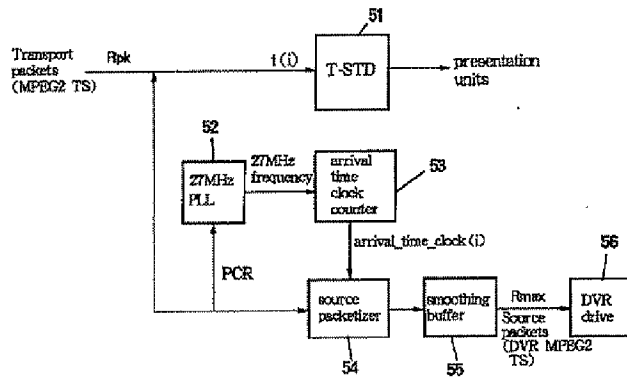 51
Transport
packets
(MPEG2 TS)
Rpk
t(i)
T-STD
presentation
units
52
27MHz
PLL
27MHz
frequency
arrival
time
clock
counter
53
arrival_time_clock(i)
PCR
source
packetizer
54
smoothing
buffer
55
Rmax
Source
packets
(DVR MPEG2
TS)
56
DVR
drive